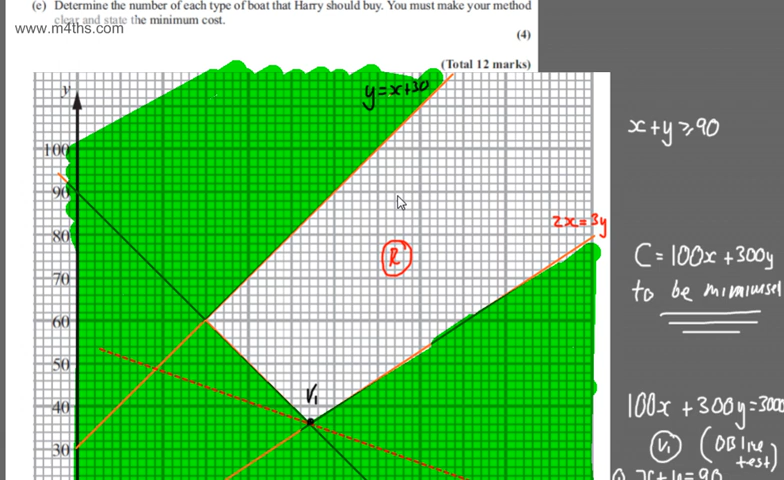 (c) Determine the number of each type of boat that Harry should buy. You must make your method
clear and state the minimum cost.
www.m4ths.com
(4)
(Total 12 marks)
y
y=x+30
100
90
80
70
60
50
40
30
2x=3y
R
V₁
x+y≥90
C=100x+300y
to be minimised
100x+300y=3000
V₁ (OB line
test)
① x+y=90